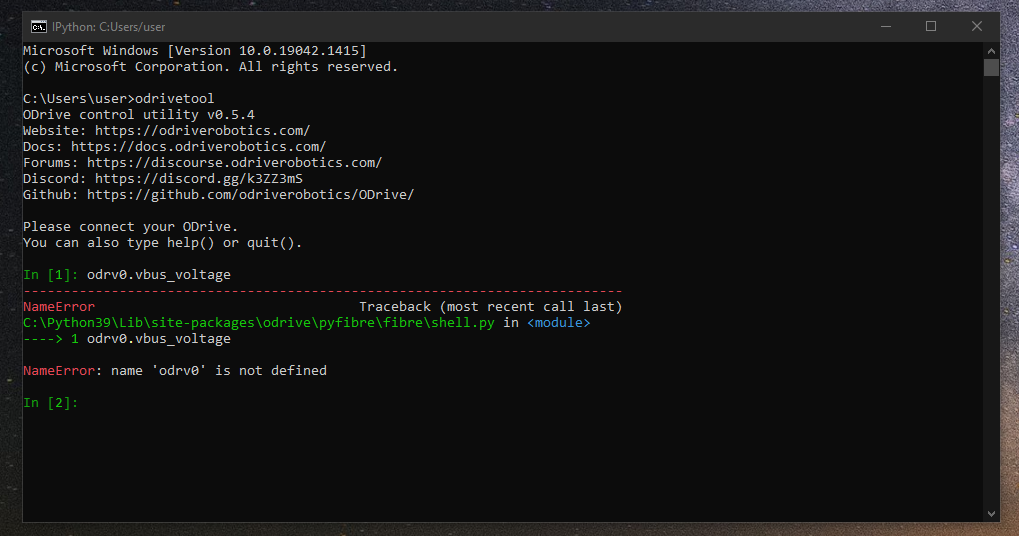 IPython: C:Users/user
Microsoft Windows [Version 10.0.19042.1415]
(c) Microsoft Corporation. All rights reserved.
C:\Users\user>odrivetool
ODrive control utility v0.5.4
Website: https://odriverobotics.com/
Docs: https://docs.odriverobotics.com/
Forums: https://discourse.odriverobotics.com/
Discord: https://discord.gg/k3ZZ3mS
Github: https://github.com/odriverobotics/ODrive/
Please connect your ODrive.
You can also type help() or quit().
In [1]: odrv0.vbus_voltage
---------------------------------------------------------------------------
NameError                                 Traceback (most recent call last)
C:\Python39\Lib\site-packages\odrive\pyfibre\fibre\shell.py in <module>
----> 1 odrv0.vbus_voltage
NameError: name 'odrv0' is not defined
In [2]: